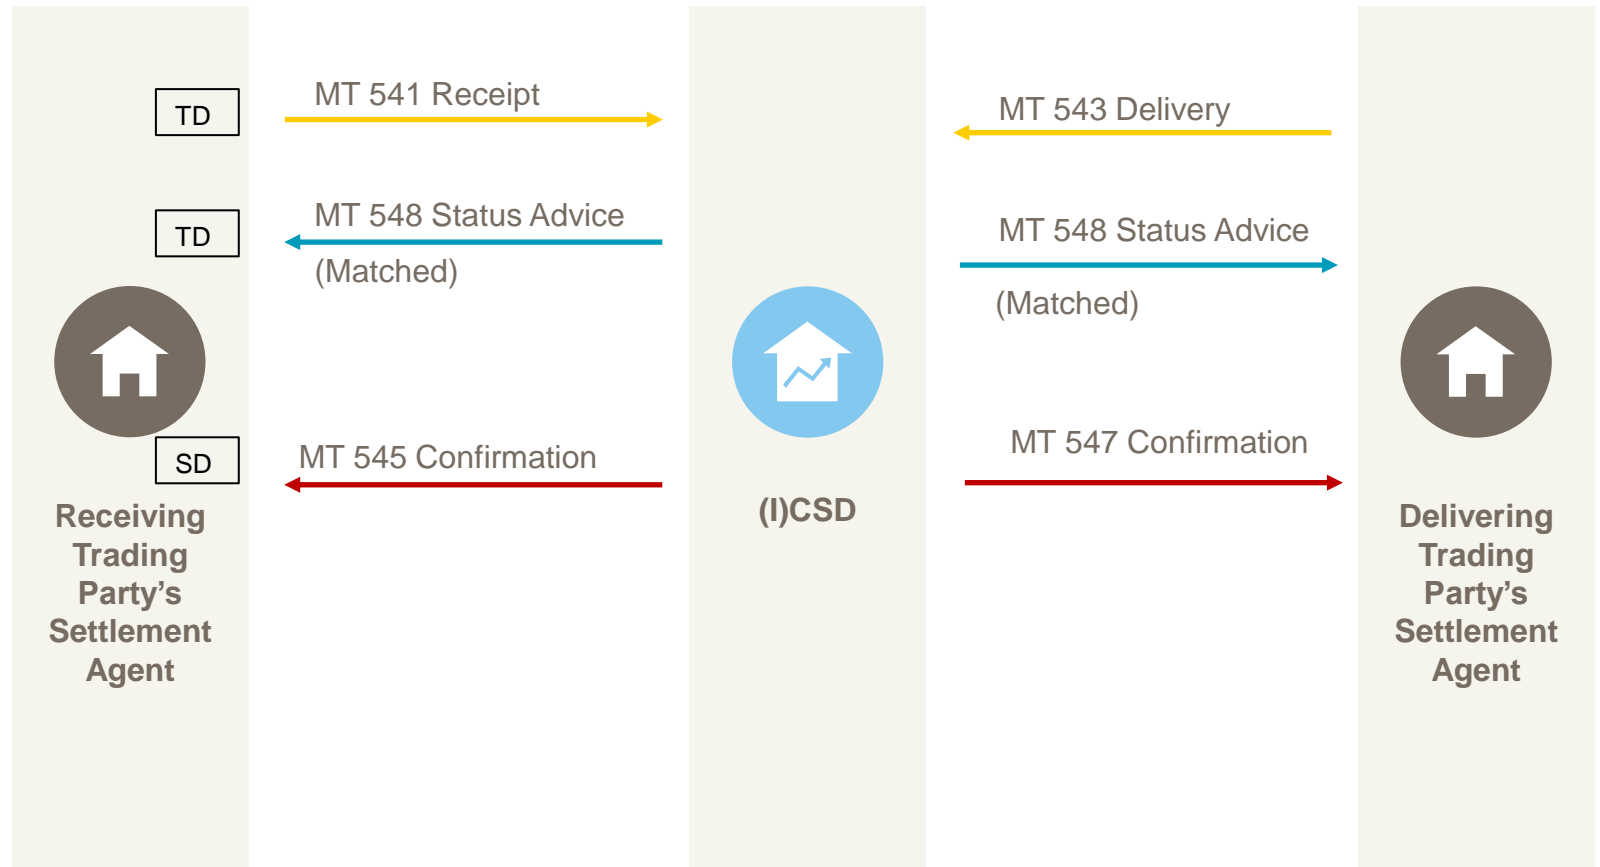 TD
MT 541 Receipt
MT 543 Delivery
TD
MT 548 Status Advice
(Matched)
MT 548 Status Advice
(Matched)
SD
MT 545 Confirmation
MT 547 Confirmation
Receiving
Trading
Party’s
Settlement
Agent
(I)CSD
Delivering
Trading
Party’s
Settlement
Agent